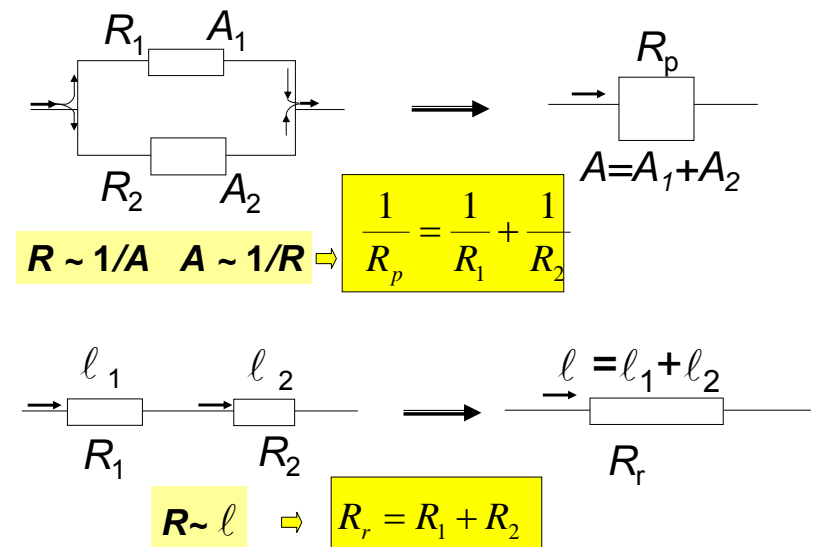 R₁ A₁
R₂ A₂
Rₚ
A=A₁+A₂
R ~ 1/A A ~ 1/R ⇨ 1/Rₚ = 1/R₁ + 1/R₂
ℓ₁ ℓ₂
R₁ R₂
ℓ =ℓ₁+ℓ₂
Rᵣ
R~ ℓ ⇨ Rᵣ = R₁ + R₂